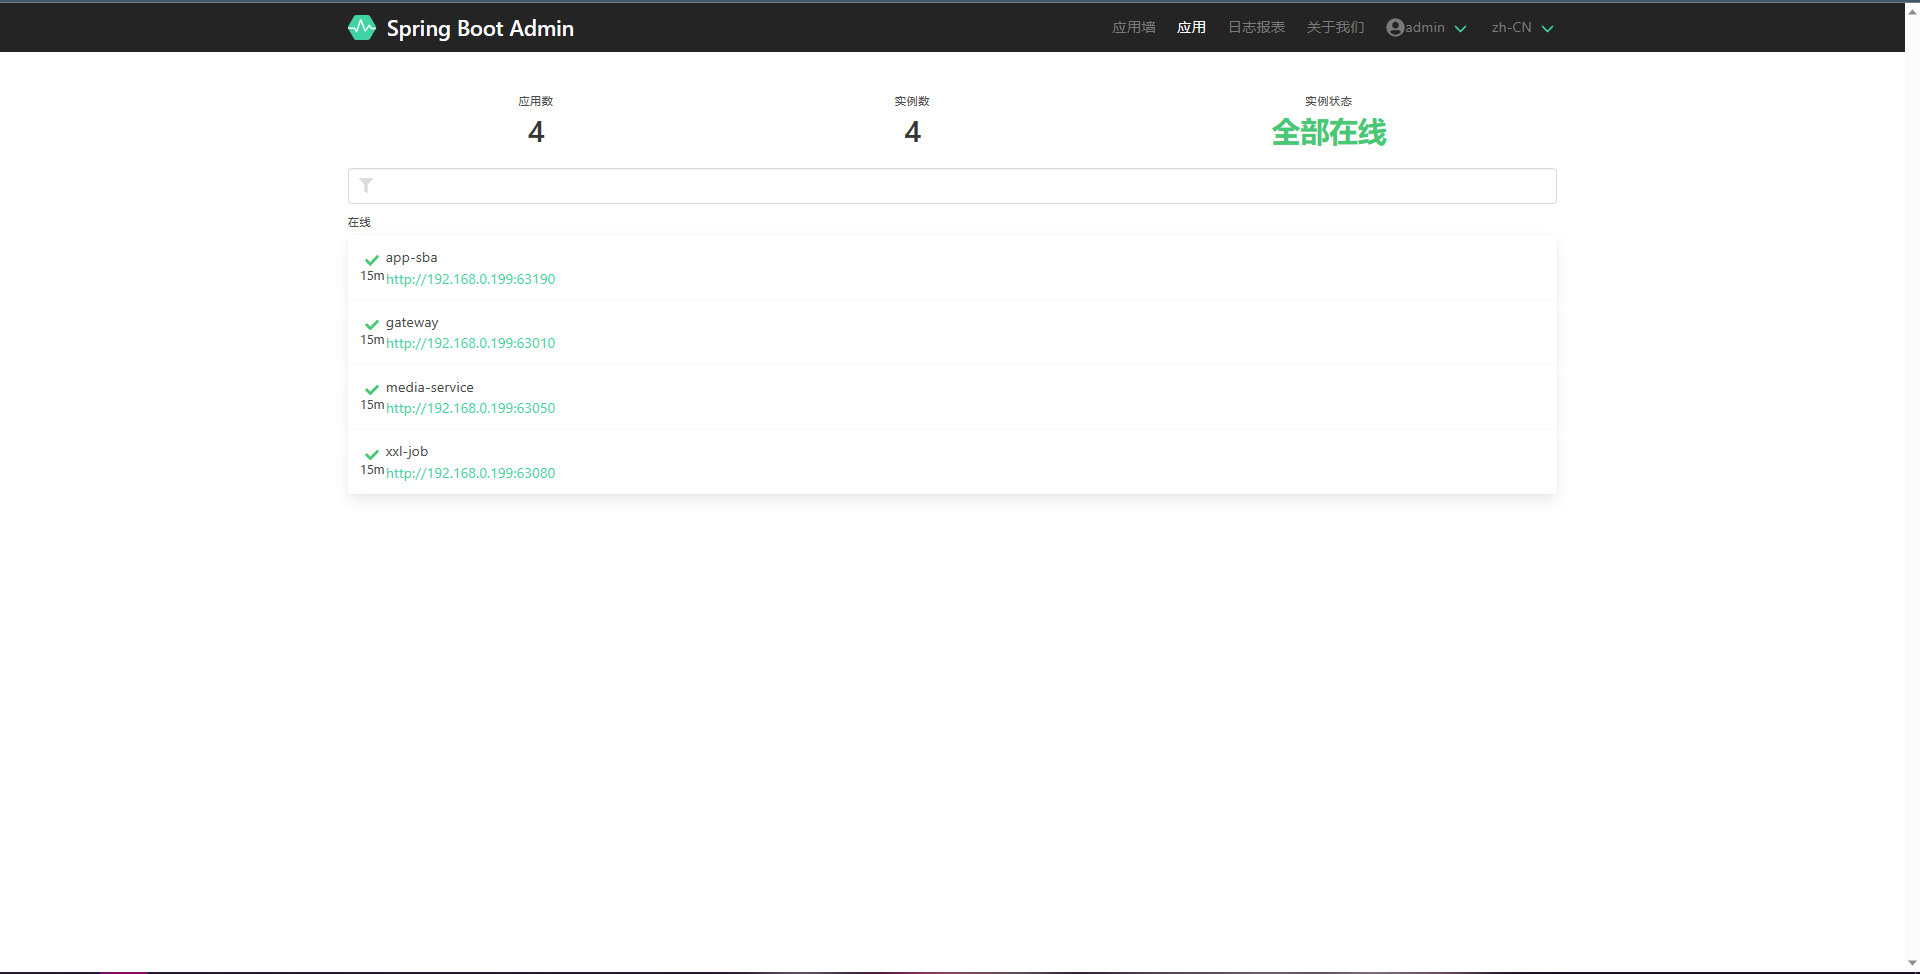 Spring Boot Admin
应用墙 应用 日志报表 关于我们 admin zh-CN
应用数 实例数 实例状态
4 4 全部在线
在线
app-sba
15m http://192.168.0.199:63190
gateway
15m http://192.168.0.199:63010
media-service
15m http://192.168.0.199:63050
xxl-job
15m http://192.168.0.199:63080